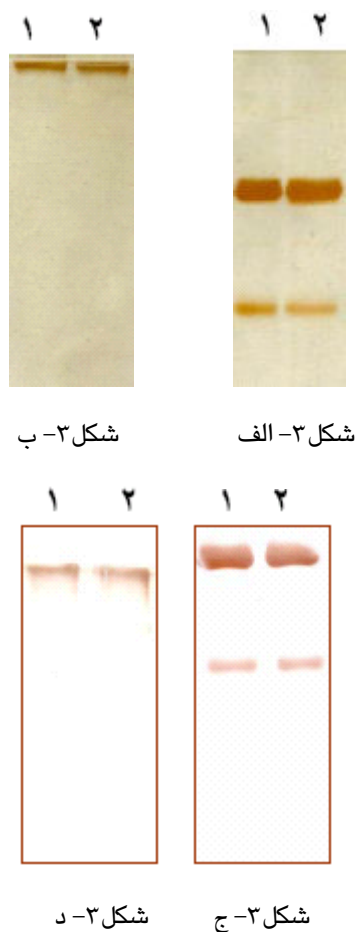 ۱ ۲ ۱ ۲
شکل۳- الف شکل۳- ب
۱ ۲ ۱ ۲
شکل۳- ج شکل۳- د